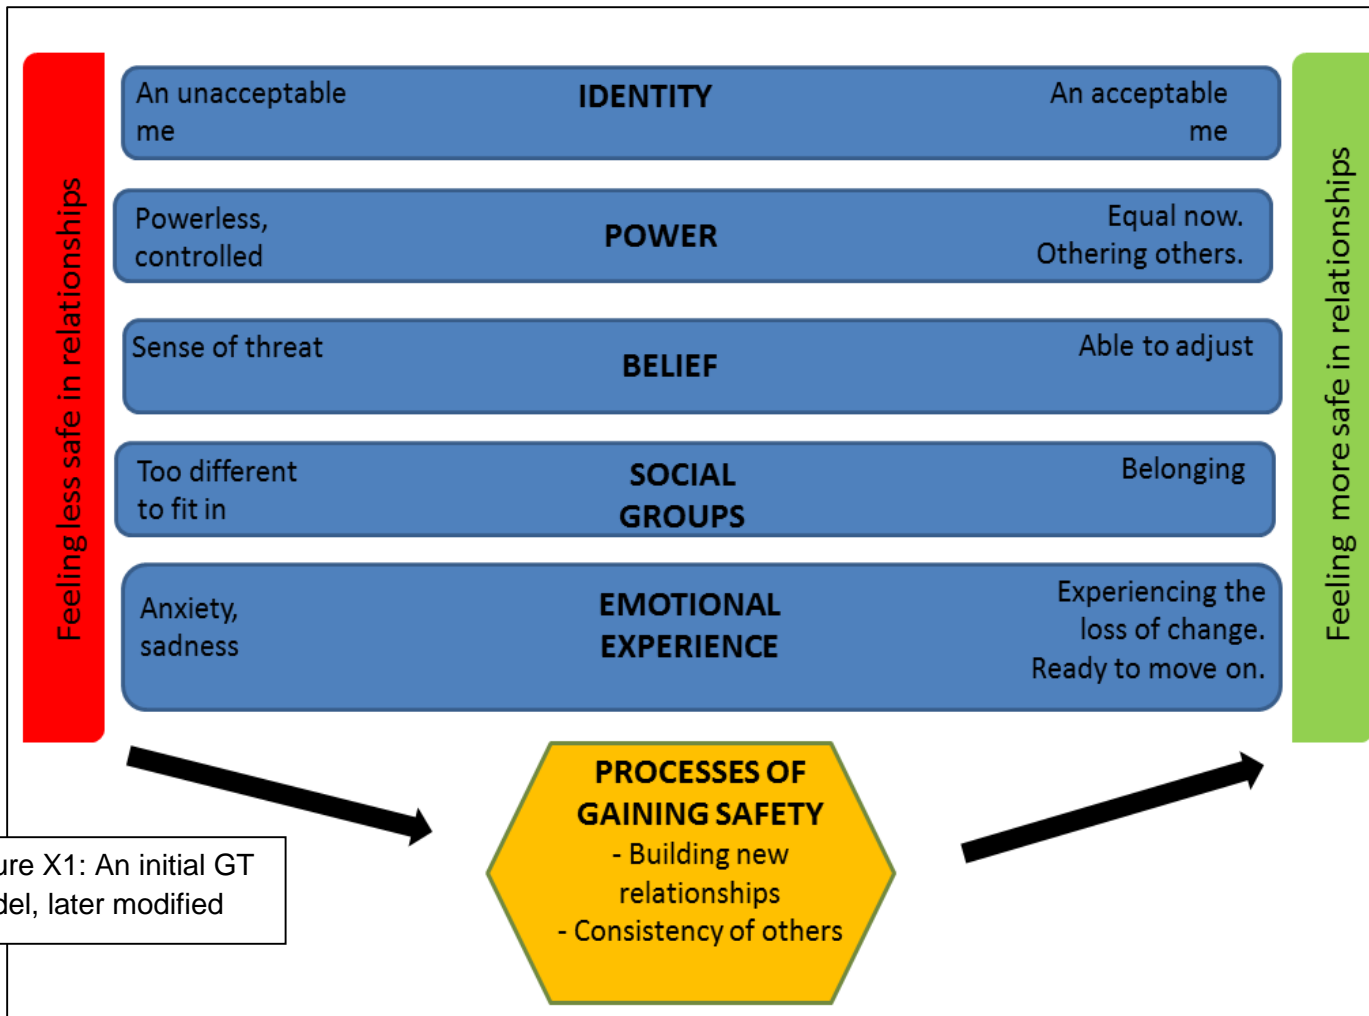 Feeling less safe in relationships
An unacceptable
me
IDENTITY
An acceptable
me
Powerless,
controlled
POWER
Equal now.
Othering others.
Sense of threat
BELIEF
Able to adjust
Too different
to fit in
SOCIAL
GROUPS
Belonging
Anxiety,
sadness
EMOTIONAL
EXPERIENCE
Experiencing the
loss of change.
Ready to move on.
Feeling more safe in relationships
PROCESSES OF
GAINING SAFETY
- Building new
relationships
- Consistency of others
ure X1: An initial GT
del, later modified